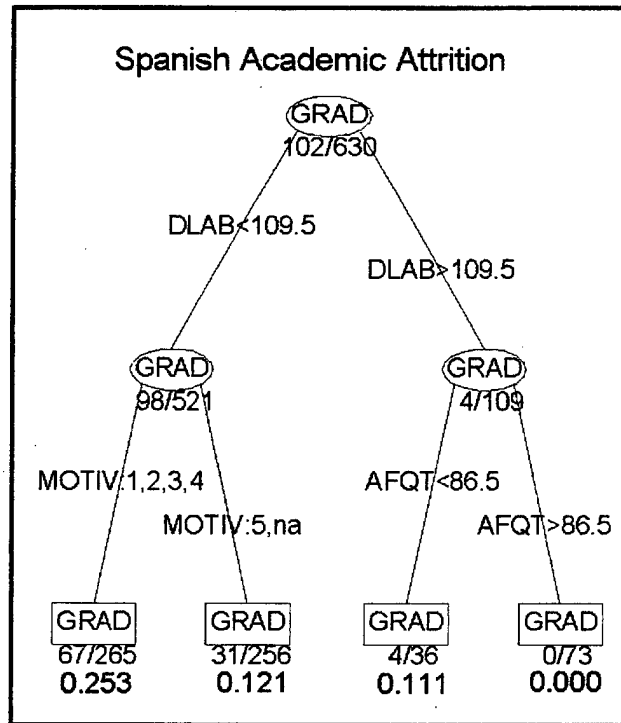 Spanish Academic Attrition
GRAD
102/630
DLAB<109.5
DLAB>109.5
GRAD
GRAD
98/521
4/109
MOTIV:1,2,3,4
AFQT<86.5
MOTIV:5,na
AFQT>86.5
GRAD
GRAD
GRAD
GRAD
67/265
31/256
4/36
0/73
0.253
0.121
0.111
0.000